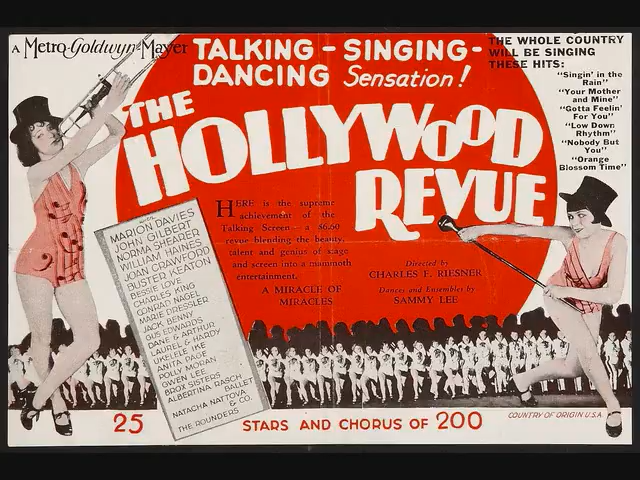 A Metro-Goldwyn-Mayer
TALKING - SINGING -
DANCING Sensation!
THE
HOLLYWOOD
REVUE
THE WHOLE COUNTRY
WILL BE SINGING
THESE HITS:
"Singin' in the
Rain"
"Your Mother
and Mine"
"Gotta Feelin'
For You"
"Low Down
Rhythm"
"Nobody But
You"
"Orange
Blossom Time"
MARION DAVIES
JOHN GILBERT
NORMA SHEARER
WILLIAM HAINES
JOAN CRAWFORD
BUSTER KEATON
BESSIE LOVE
CHARLES KING
CONRAD NAGEL
MARIE DRESSLER
JACK BENNY
GUS EDWARDS
DANE & ARTHUR
LAUREL & HARDY
UKELELE IKE
ANITA PAGE
POLLY MORAN
GWEN LEE
BROX SISTERS
ALBERTINA RASCH
BALLET
NATACHA NATTOVA
& CO.
THE ROUNDERS
HERE is the supreme
achievement of the
Talking Screen—a $6.60
revue blending the beauty,
talent and genius of stage
and screen into a mammoth
entertainment.
A MIRACLE OF
MIRACLES
Directed by
CHARLES F. RIESNER
Dances and Ensembles by
SAMMY LEE
25 STARS AND CHORUS OF 200
COUNTRY OF ORIGIN U.S.A.